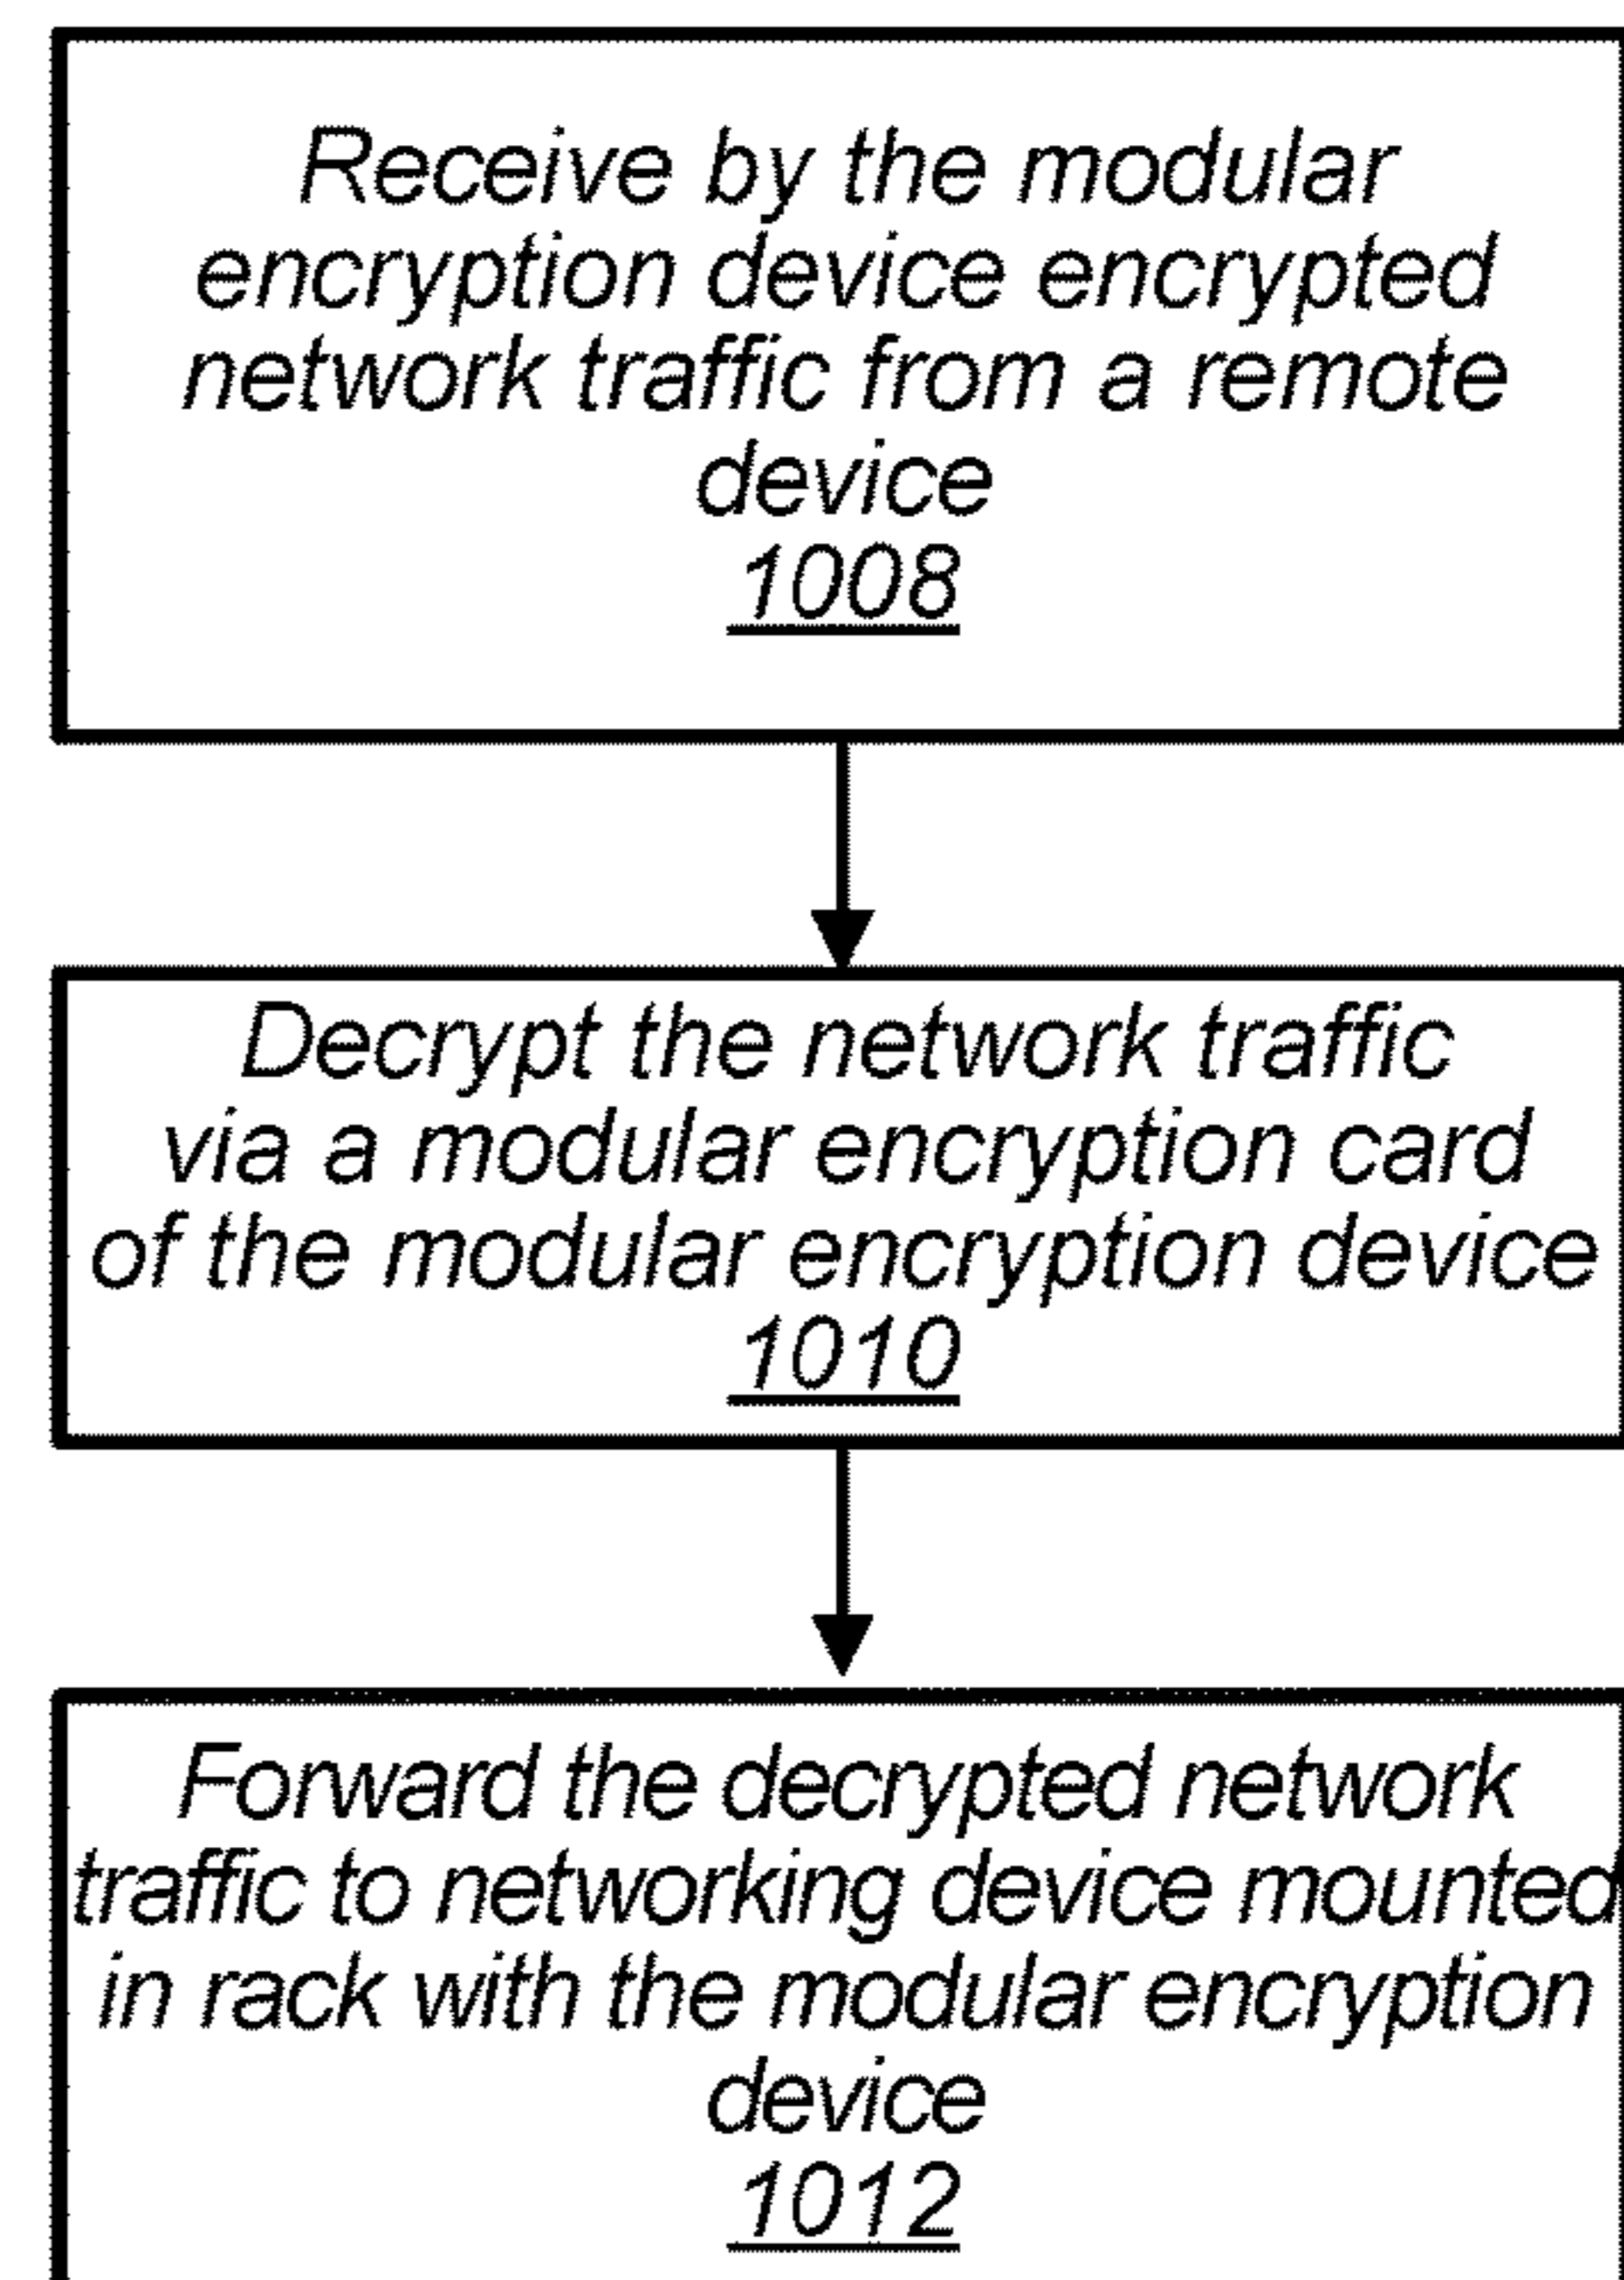 Receive by the modular
encryption device encrypted
network traffic from a remote
device
1008
Decrypt the network traffic
via a modular encryption card
of the modular encryption device
1010
Forward the decrypted network
traffic to networking device mounted
in rack with the modular encryption
device
1012